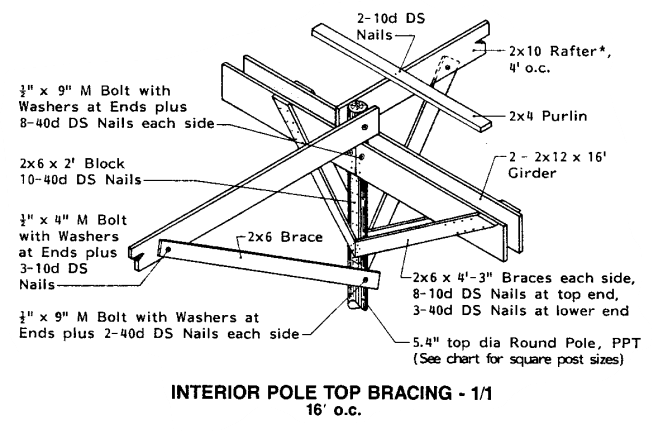 2-10d DS
Nails
2x10 Rafter*,
4' o.c.
½" x 9" M Bolt with
Washers at Ends plus
8-40d DS Nails each side
2x4 Purlin
2x6 x 2' Block
10-40d DS Nails
2 - 2x12 x 16'
Girder
½" x 4" M Bolt
with Washers
at Ends plus
3-10d DS
Nails
2x6 Brace
2x6 x 4'-3" Braces each side,
8-10d DS Nails at top end,
3-40d DS Nails at lower end
½" x 9" M Bolt with Washers at
Ends plus 2-40d DS Nails each side
5.4" top dia Round Pole, PPT
(See chart for square post sizes)
INTERIOR POLE TOP BRACING - 1/1
16' o.c.